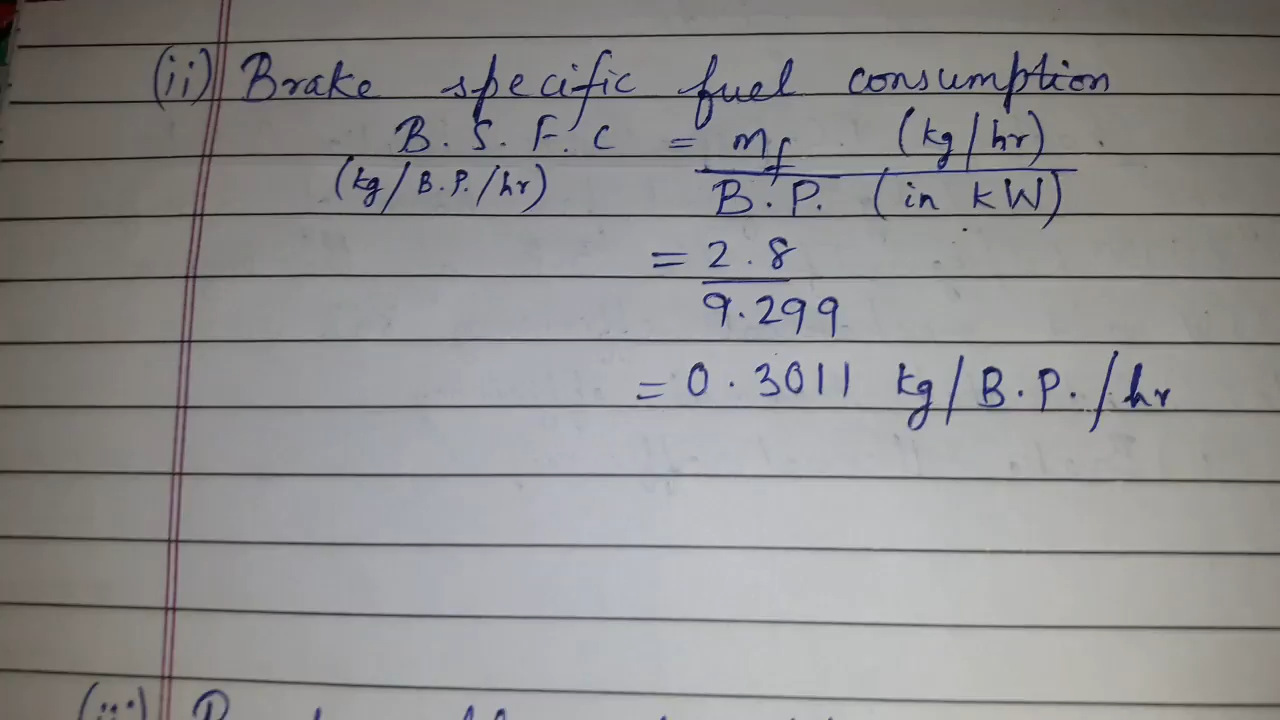 (ii) Brake specific fuel consumption
B. S. F. C = mf (kg/hr)
(kg/B.P./hr) B.P. (in kW)
= 2.8
9.299
= 0.3011 kg/B.P./hr
(iii)